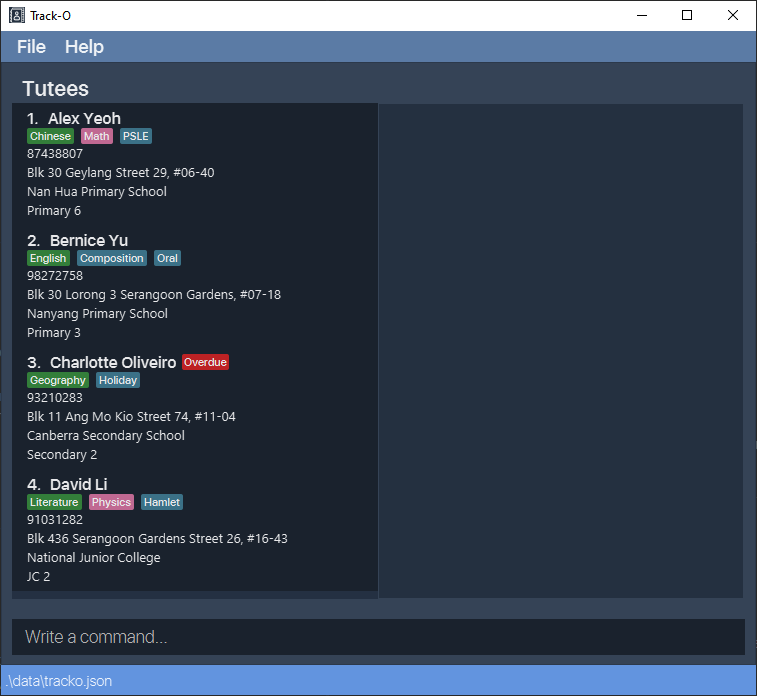 Track-O
File Help
Tutees
1. Alex Yeoh
Chinese Math PSLE
87438807
Blk 30 Geylang Street 29, #06-40
Nan Hua Primary School
Primary 6
2. Bernice Yu
English Composition Oral
98272758
Blk 30 Lorong 3 Serangoon Gardens, #07-18
Nanyang Primary School
Primary 3
3. Charlotte Oliveiro Overdue
Geography Holiday
93210283
Blk 11 Ang Mo Kio Street 74, #11-04
Canberra Secondary School
Secondary 2
4. David Li
Literature Physics Hamlet
91031282
Blk 436 Serangoon Gardens Street 26, #16-43
National Junior College
JC 2
Write a command...
.\data\tracko.json